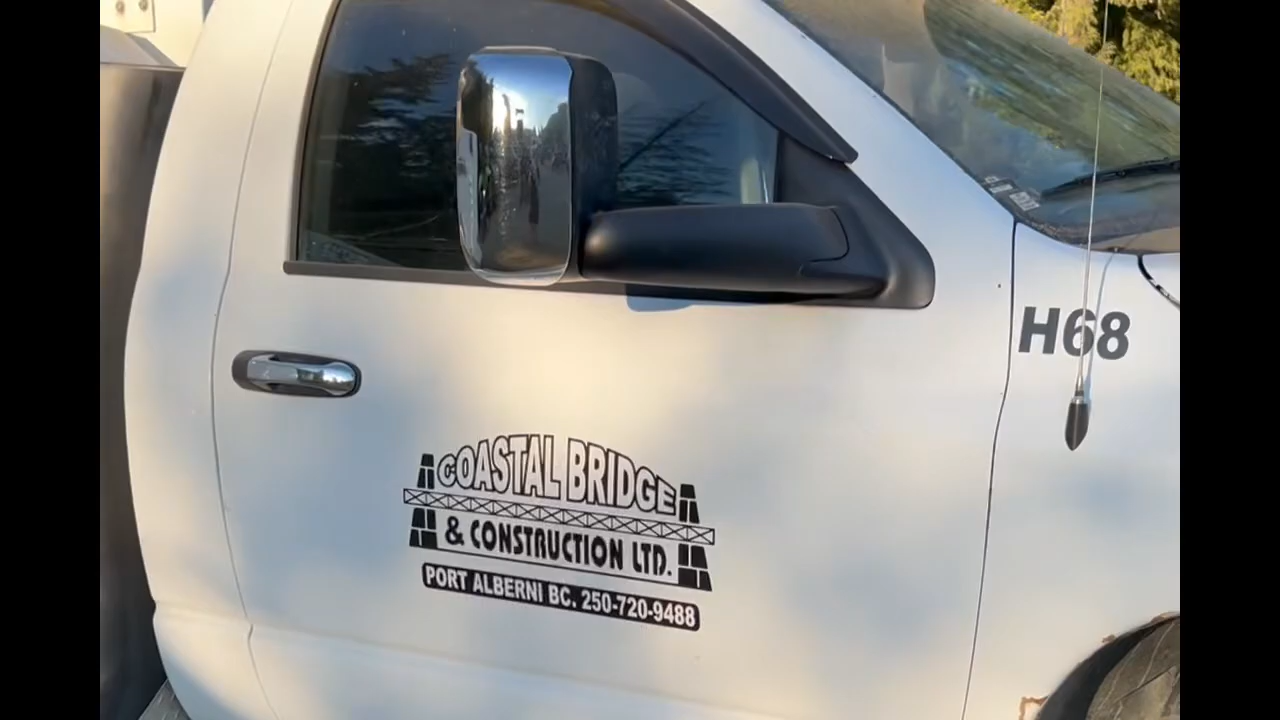 H68
COASTAL BRIDGE
& CONSTRUCTION LTD.
PORT ALBERNI BC. 250-720-9488